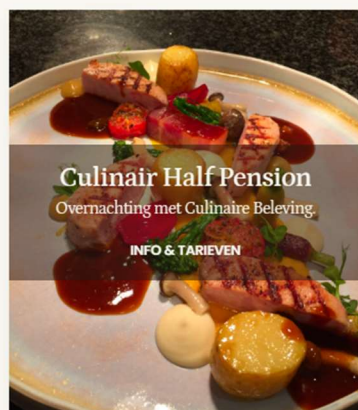 Culinair Half Pension
Overnachting met Culinaire Beleving.
INFO & TARIEVEN